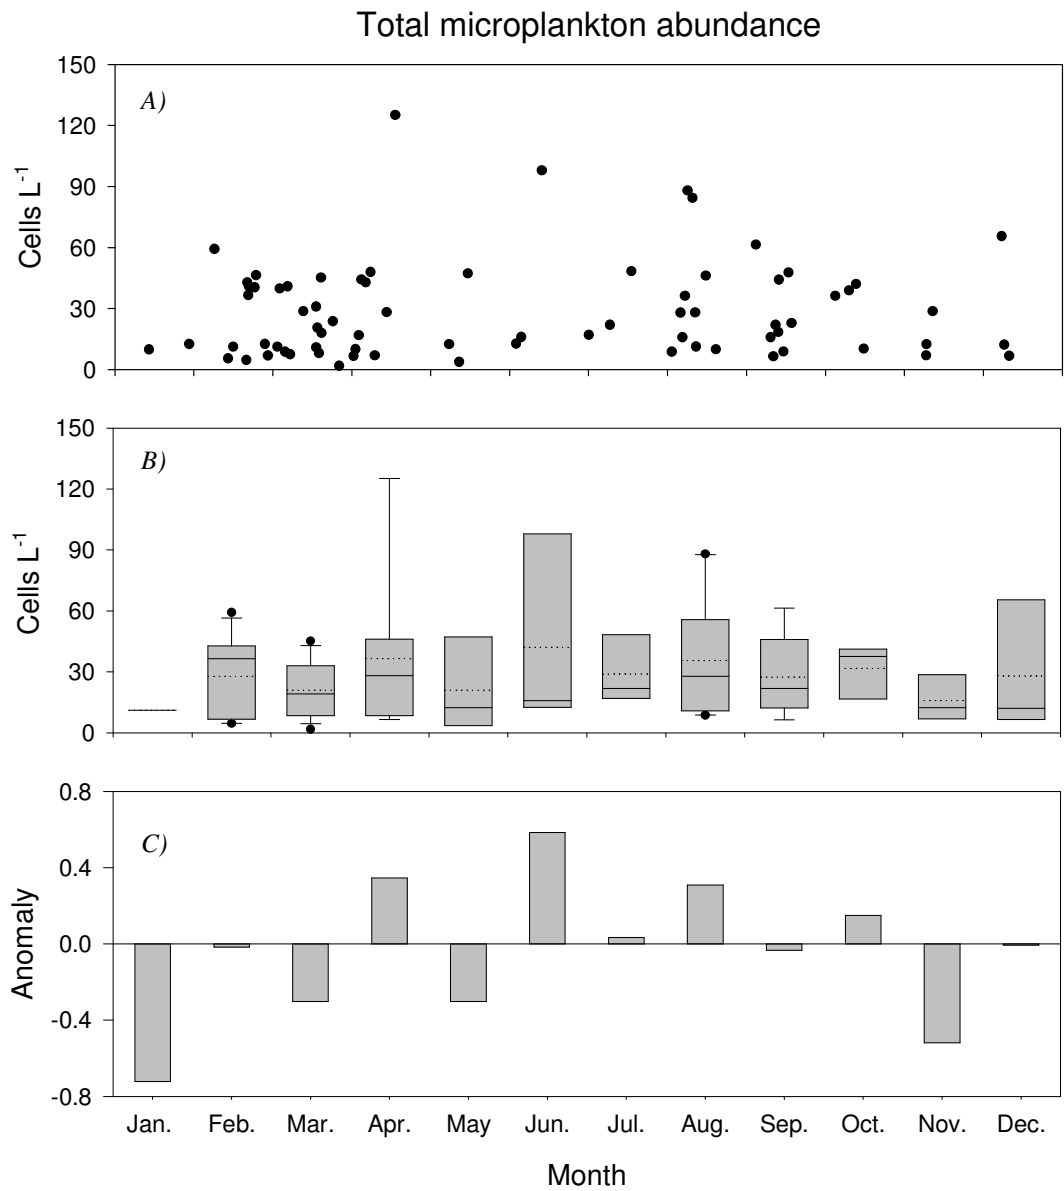 Total microplankton abundance
A)
Cells L⁻¹
150
120
90
60
30
0
B)
Cells L⁻¹
150
120
90
60
30
0
C)
Anomaly
0.8
0.4
0.0
-0.4
-0.8
Jan. Feb. Mar. Apr. May Jun. Jul. Aug. Sep. Oct. Nov. Dec.
Month